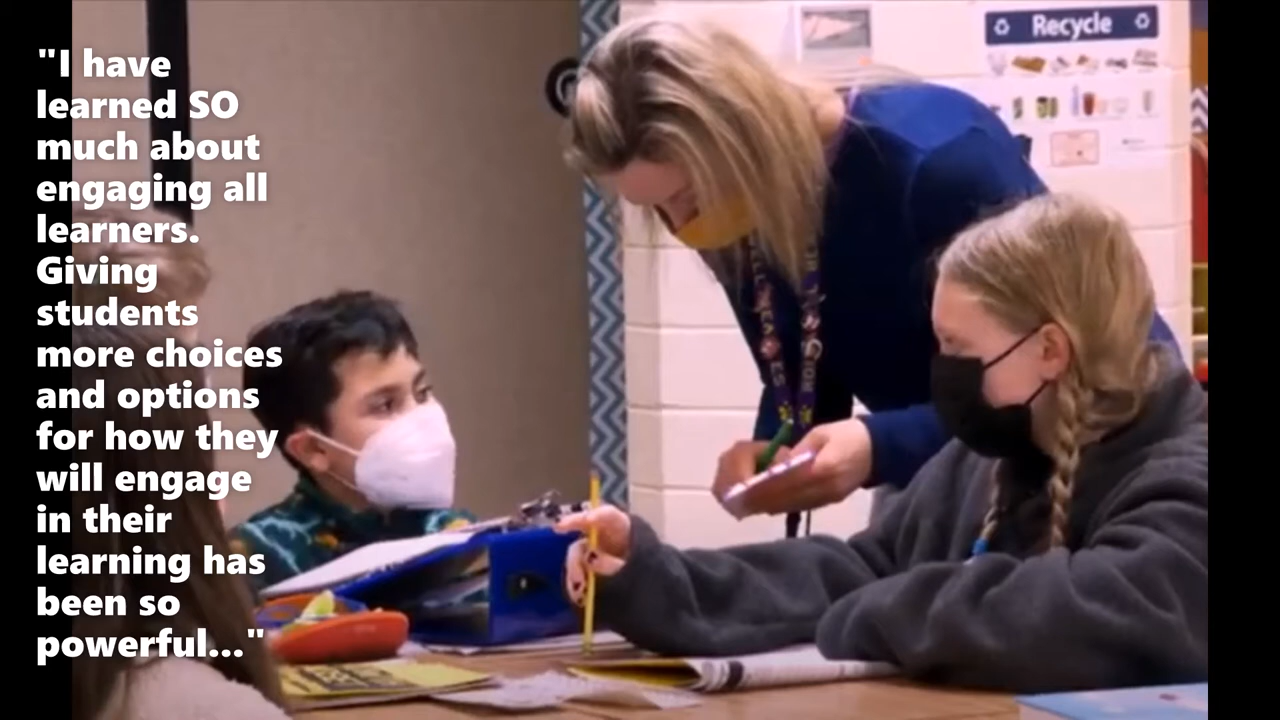 "I have
learned SO
much about
engaging all
learners.
Giving
students
more choices
and options
for how they
will engage
in their
learning has
been so
powerful..."
Recycle